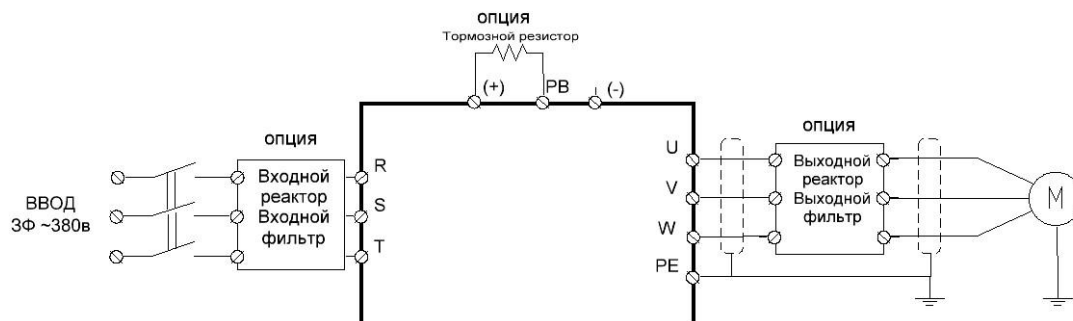 опция
Тормозной резистор
(+)
PB
(-)
опция
Входной
реактор
Входной
фильтр
ВВОД
3Ф ~380в
R
S
T
U
V
W
PE
опция
Выходной
реактор
Выходной
фильтр
M